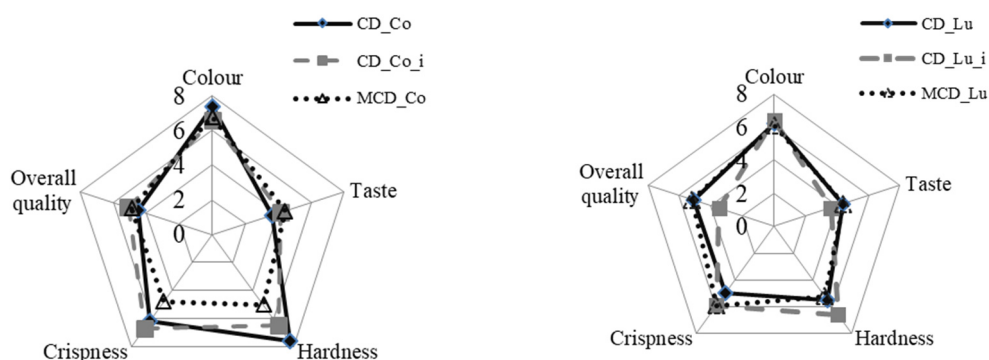 CD_Co
CD_Co_i
MCD_Co
Colour
8
6
4
2
0
Overall
quality
Taste
Crispness
Hardness
CD_Lu
CD_Lu_i
MCD_Lu
Colour
8
6
4
2
0
Overall
quality
Taste
Crispness
Hardness